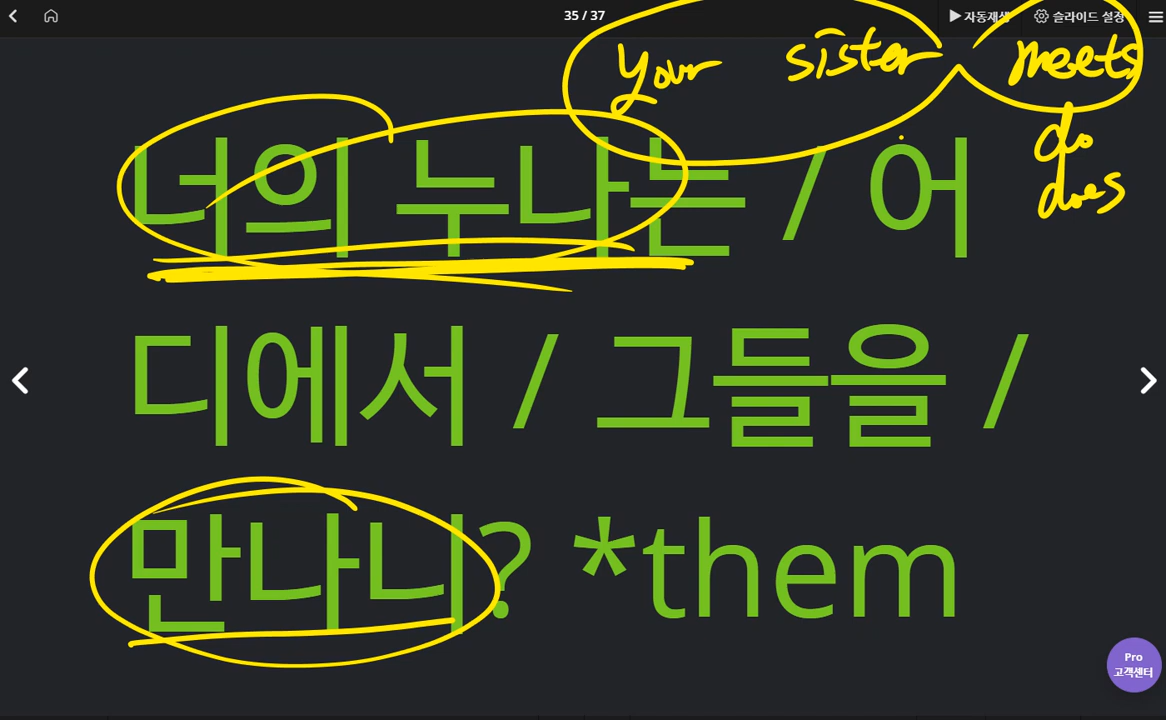 35 / 37
자동재생
슬라이드 설정
your sister meets
do
does
너의 누나는 / 어
디에서 / 그들을 /
만나니? *them
Pro
고객센터